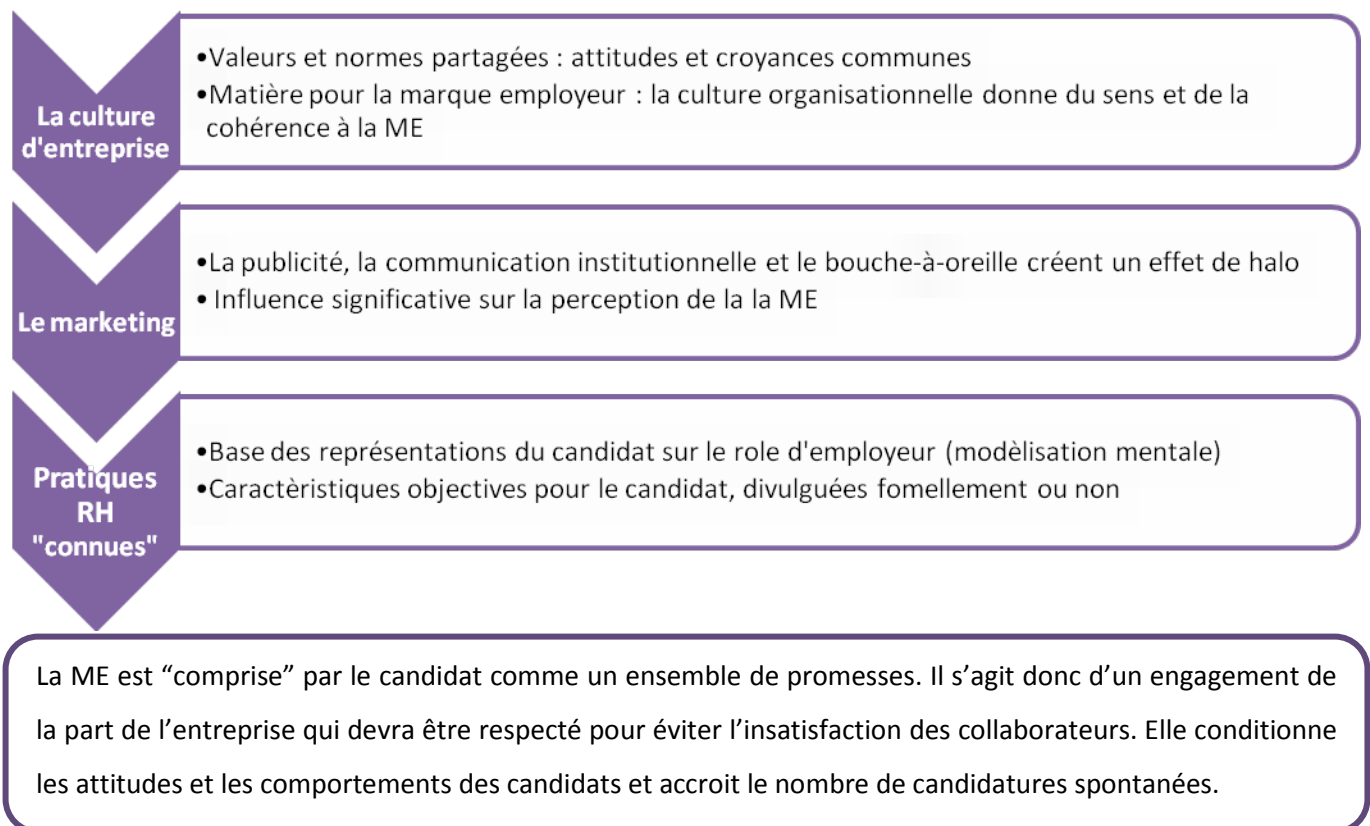 La culture
d'entreprise
•Valeurs et normes partagées : attitudes et croyances communes
•Matière pour la marque employeur : la culture organisationnelle donne du sens et de la
cohérence à la ME
Le marketing
•La publicité, la communication institutionnelle et le bouche-à-oreille créent un effet de halo
• Influence significative sur la perception de la la ME
Pratiques
RH
"connues"
•Base des représentations du candidat sur le role d'employeur (modèlisation mentale)
•Caractèristiques objectives pour le candidat, divulguées fomellement ou non
La ME est “comprise” par le candidat comme un ensemble de promesses. Il s’agit donc d’un engagement de
la part de l’entreprise qui devra être respecté pour éviter l’insatisfaction des collaborateurs. Elle conditionne
les attitudes et les comportements des candidats et accroit le nombre de candidatures spontanées.